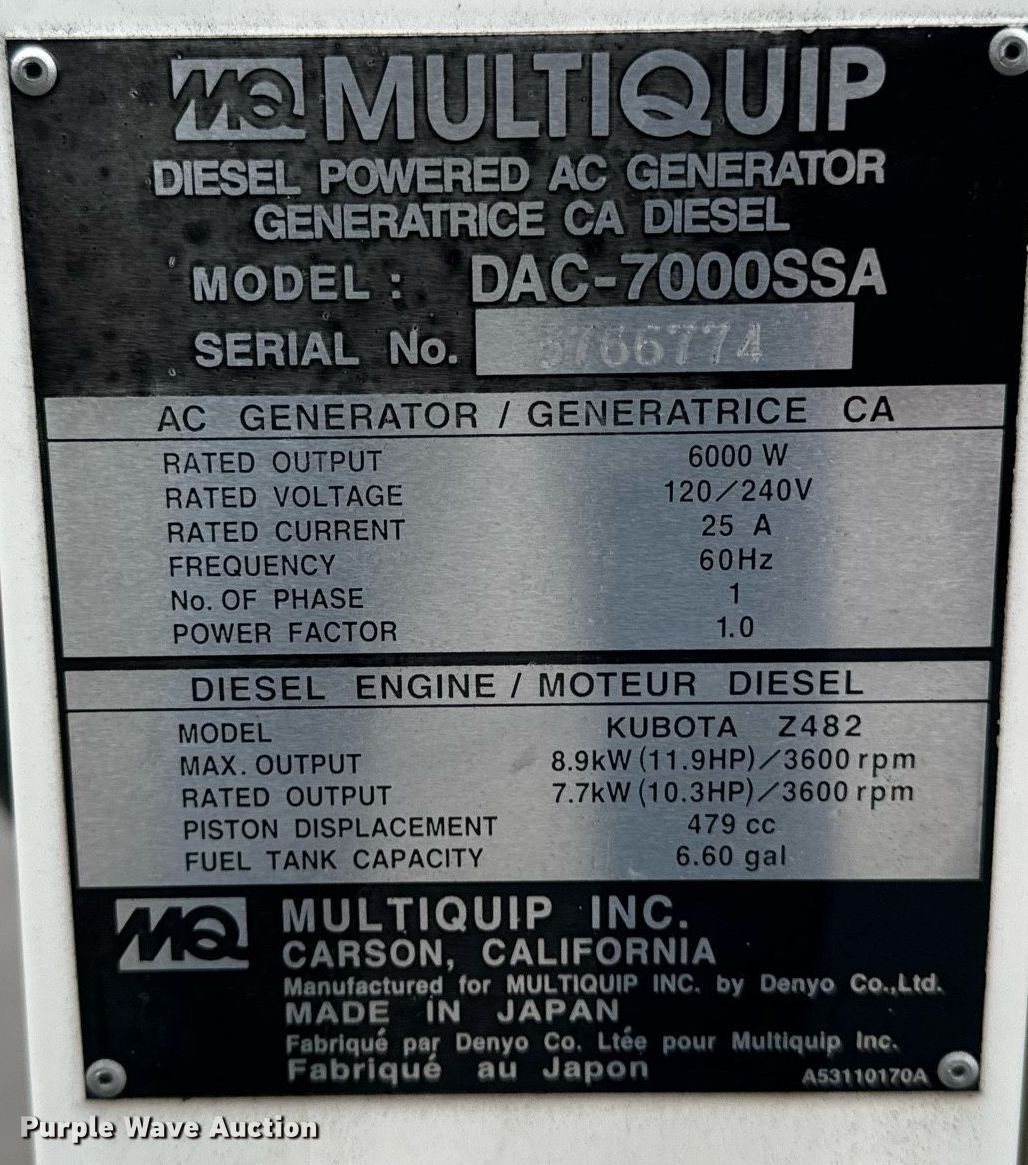 MQ MULTIQUIP
DIESEL POWERED AC GENERATOR
GENERATRICE CA DIESEL
MODEL : DAC-7000SSA
SERIAL No. 3766774
AC GENERATOR / GENERATRICE CA
RATED OUTPUT 6000 W
RATED VOLTAGE 120/240V
RATED CURRENT 25 A
FREQUENCY 60Hz
No. OF PHASE 1
POWER FACTOR 1.0
DIESEL ENGINE / MOTEUR DIESEL
MODEL KUBOTA Z482
MAX. OUTPUT 8.9kW (11.9HP)/3600 rpm
RATED OUTPUT 7.7kW (10.3HP)/3600 rpm
PISTON DISPLACEMENT 479 cc
FUEL TANK CAPACITY 6.60 gal
MQ MULTIQUIP INC.
CARSON, CALIFORNIA
Manufactured for MULTIQUIP INC. by Denyo Co.,Ltd.
MADE IN JAPAN
Fabriqué par Denyo Co. Ltée pour Multiquip Inc.
Fabriqué au Japon
A53110170A
Purple Wave Auction